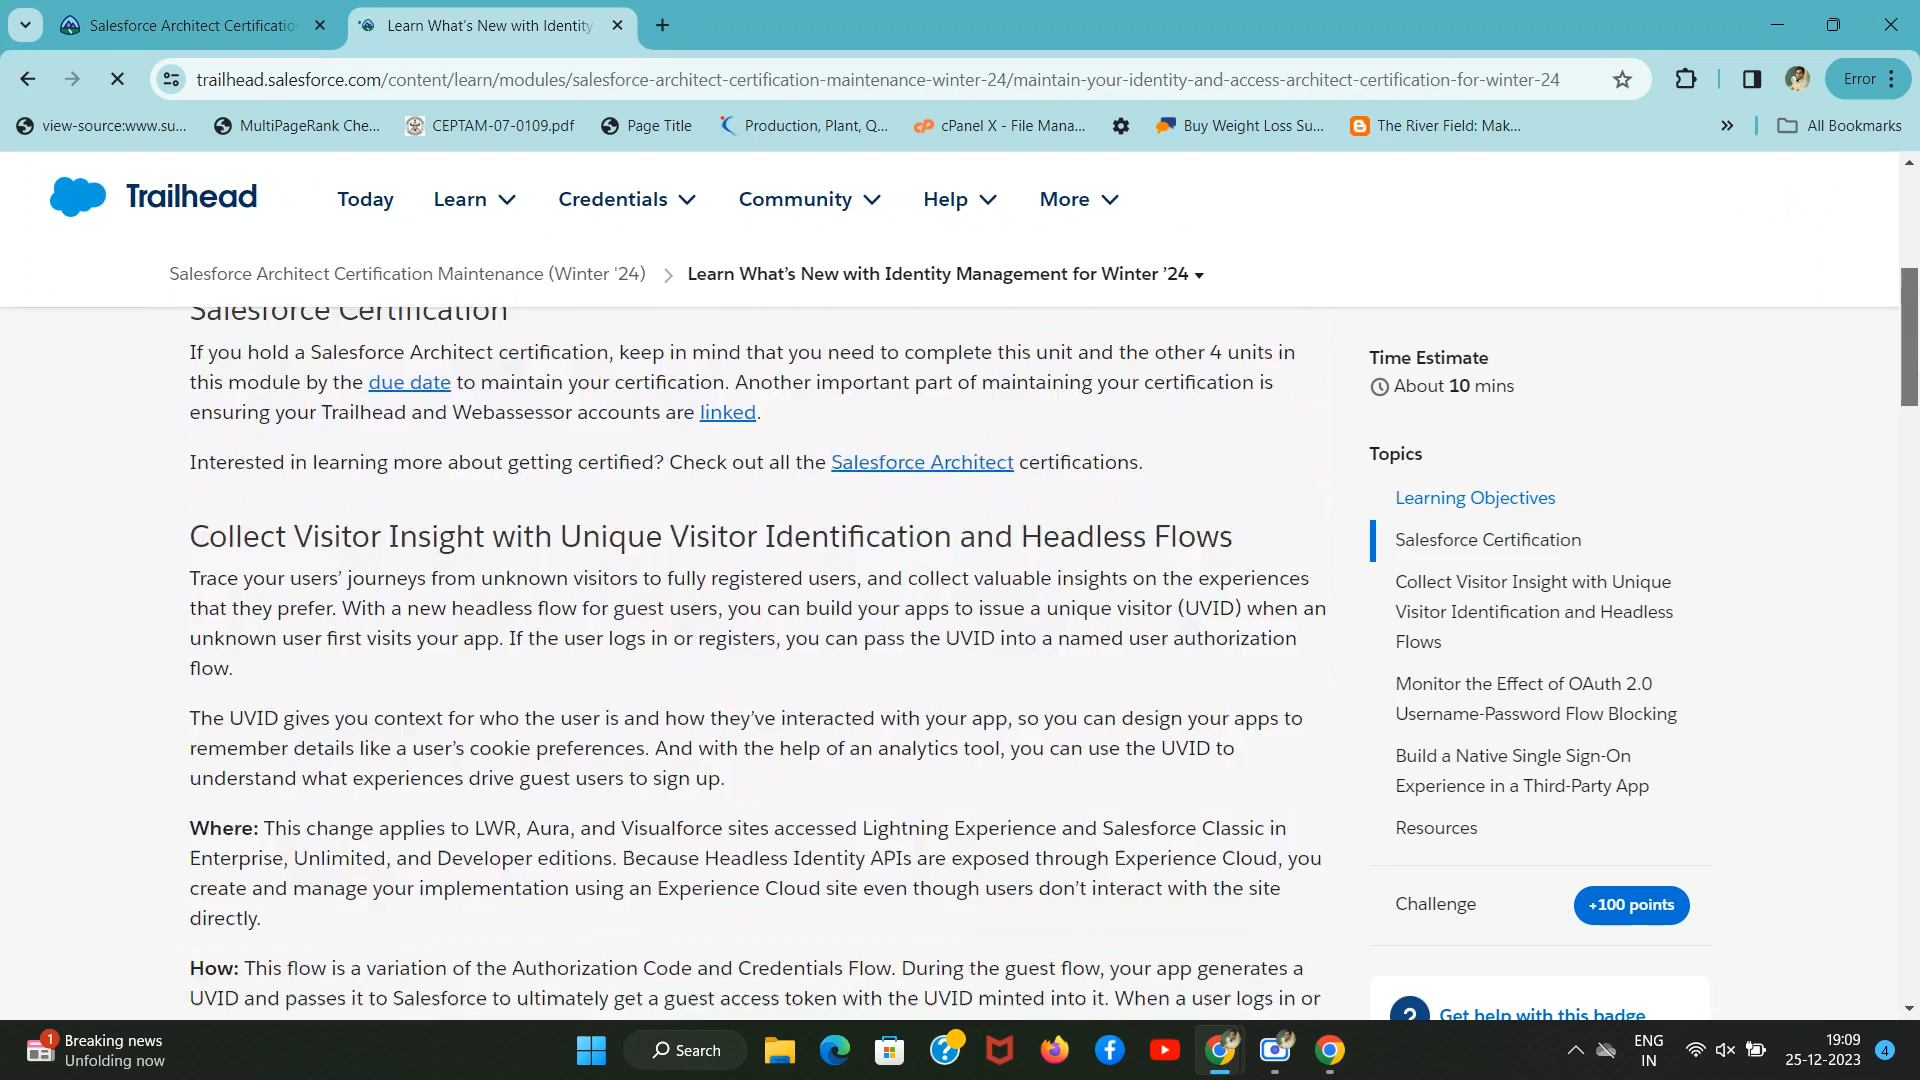 Salesforce Architect Certificatio
Learn What's New with Identity
trailhead.salesforce.com/content/learn/modules/salesforce-architect-certification-maintenance-winter-24/maintain-your-identity-and-access-architect-certification-for-winter-24
Error
view-source:www.su...
MultiPageRank Che...
CEPTAM-07-0109.pdf
Page Title
Production, Plant, Q...
cPanel X - File Mana...
Buy Weight Loss Su...
The River Field: Mak...
All Bookmarks
Trailhead
Today
Learn
Credentials
Community
Help
More
Salesforce Architect Certification Maintenance (Winter '24)
Learn What's New with Identity Management for Winter '24
Salesforce Certification
If you hold a Salesforce Architect certification, keep in mind that you need to complete this unit and the other 4 units in
this module by the due date to maintain your certification. Another important part of maintaining your certification is
ensuring your Trailhead and Webassessor accounts are linked.
Interested in learning more about getting certified? Check out all the Salesforce Architect certifications.
Collect Visitor Insight with Unique Visitor Identification and Headless Flows
Trace your users' journeys from unknown visitors to fully registered users, and collect valuable insights on the experiences
that they prefer. With a new headless flow for guest users, you can build your apps to issue a unique visitor (UVID) when an
unknown user first visits your app. If the user logs in or registers, you can pass the UVID into a named user authorization
flow.
The UVID gives you context for who the user is and how they've interacted with your app, so you can design your apps to
remember details like a user's cookie preferences. And with the help of an analytics tool, you can use the UVID to
understand what experiences drive guest users to sign up.
Where: This change applies to LWR, Aura, and Visualforce sites accessed Lightning Experience and Salesforce Classic in
Enterprise, Unlimited, and Developer editions. Because Headless Identity APIs are exposed through Experience Cloud, you
create and manage your implementation using an Experience Cloud site even though users don't interact with the site
directly.
How: This flow is a variation of the Authorization Code and Credentials Flow. During the guest flow, your app generates a
UVID and passes it to Salesforce to ultimately get a guest access token with the UVID minted into it. When a user logs in or
Time Estimate
About 10 mins
Topics
Learning Objectives
Salesforce Certification
Collect Visitor Insight with Unique
Visitor Identification and Headless
Flows
Monitor the Effect of OAuth 2.0
Username-Password Flow Blocking
Build a Native Single Sign-On
Experience in a Third-Party App
Resources
Challenge
+100 points
Get help with this badge
1
Breaking news
Unfolding now
Search
ENG
IN
19:09
25-12-2023
4